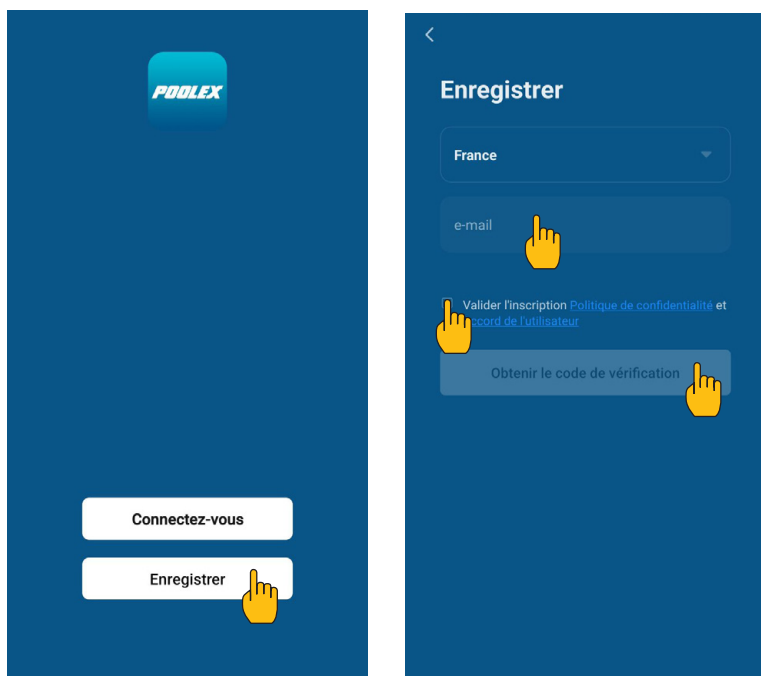 POOLEX
Connectez-vous
Enregistrer
Enregistrer
France
e-mail
Valider l'inscription Politique de confidentialité et
ccord de l'utilisateur
Obtenir le code de vérification